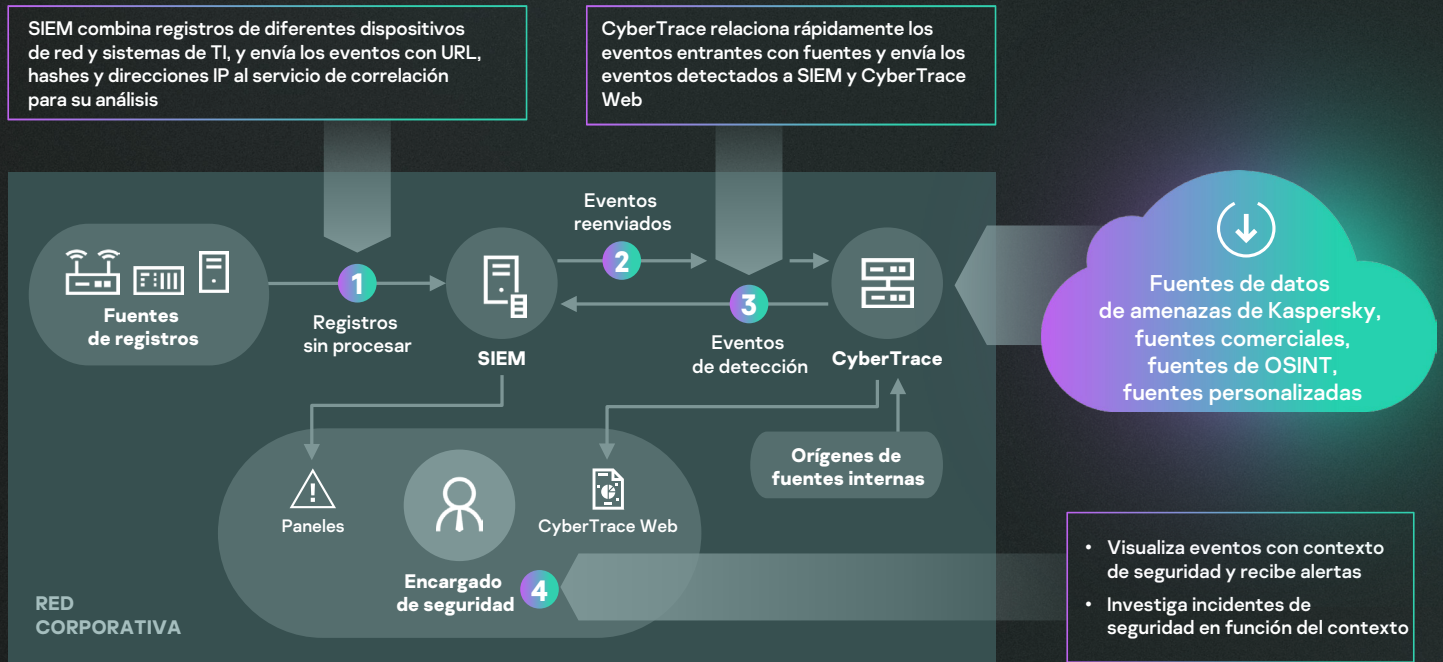 SIEM combina registros de diferentes dispositivos
de red y sistemas de TI, y envía los eventos con URL,
hashes y direcciones IP al servicio de correlación
para su análisis
CyberTrace relaciona rápidamente los
eventos entrantes con fuentes y envía los
eventos detectados a SIEM y CyberTrace
Web
Fuentes
de registros
1
Registros
sin procesar
SIEM
Eventos
reenviados
2
3
Eventos
de detección
CyberTrace
Fuentes de datos
de amenazas de Kaspersky,
fuentes comerciales,
fuentes de OSINT,
fuentes personalizadas
Orígenes de
fuentes internas
!
Paneles
CyberTrace Web
Encargado
de seguridad
4
RED
CORPORATIVA
• Visualiza eventos con contexto
de seguridad y recibe alertas
• Investiga incidentes de
seguridad en función del contexto